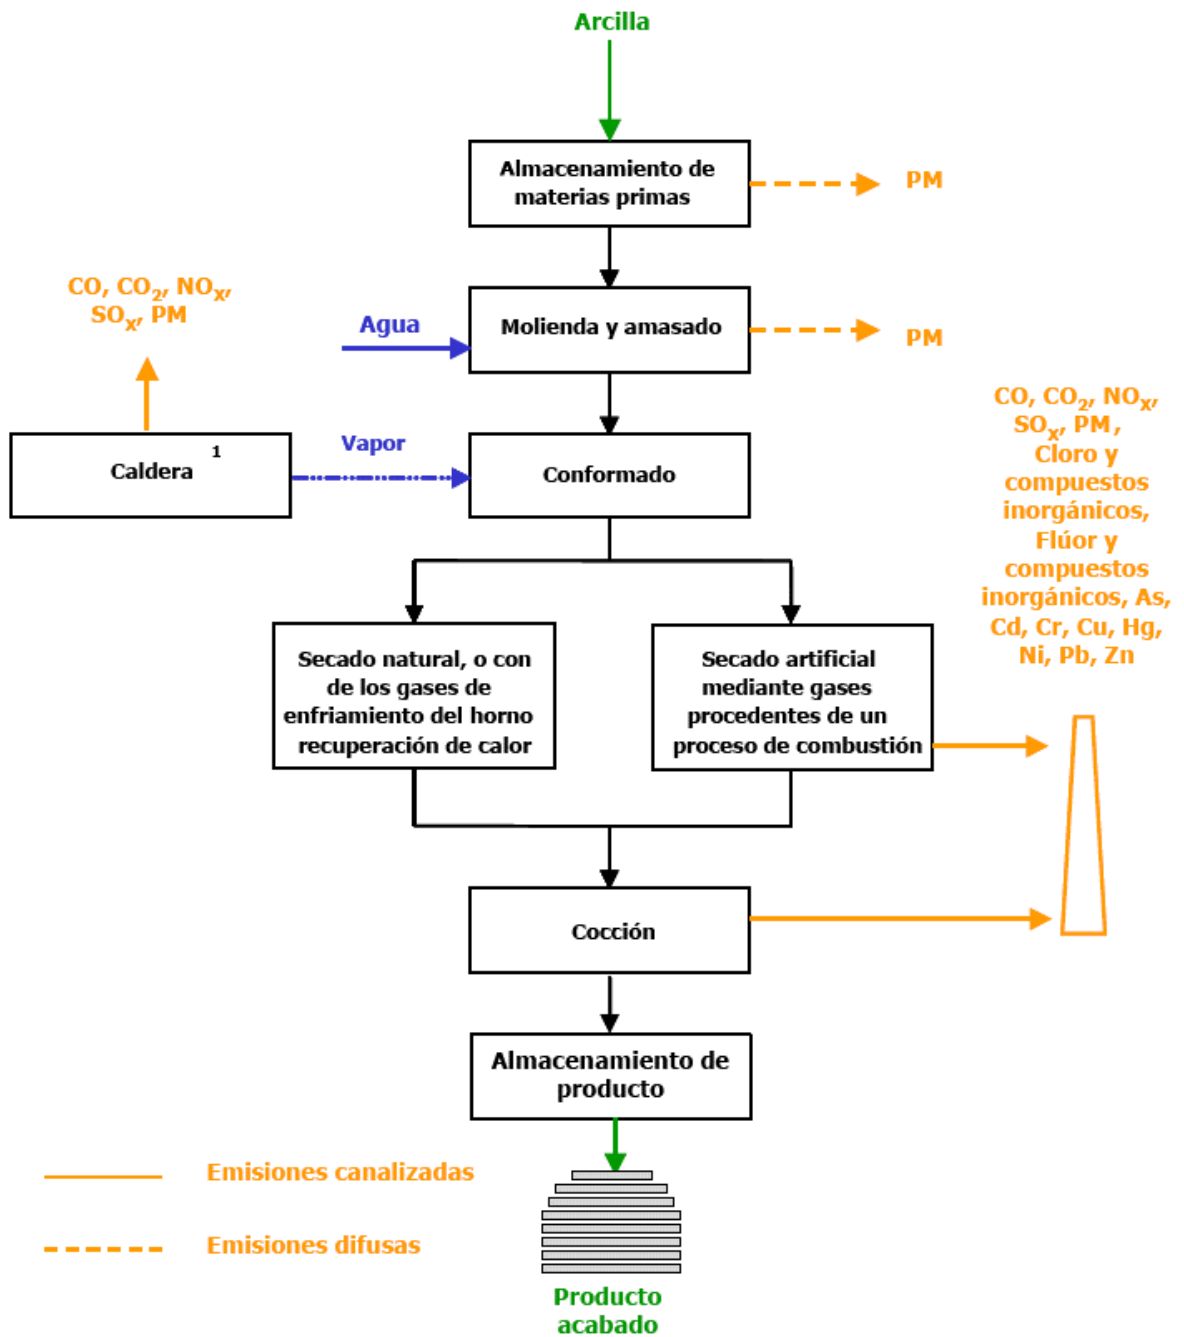 Arcilla
Almacenamiento de
materias primas
PM
CO, CO2, NOX,
SOX, PM
Agua
Molienda y amasado
PM
CO, CO2, NOX,
SOX, PM,
Cloro y
compuestos
inorgánicos,
Flúor y
compuestos
inorgánicos, As,
Cd, Cr, Cu, Hg,
Ni, Pb, Zn
Caldera 1
Vapor
Conformado
Secado natural, o con
de los gases de
enfriamiento del horno
recuperación de calor
Secado artificial
mediante gases
procedentes de un
proceso de combustión
Cocción
Almacenamiento de
producto
Emisiones canalizadas
Emisiones difusas
Producto
acabado